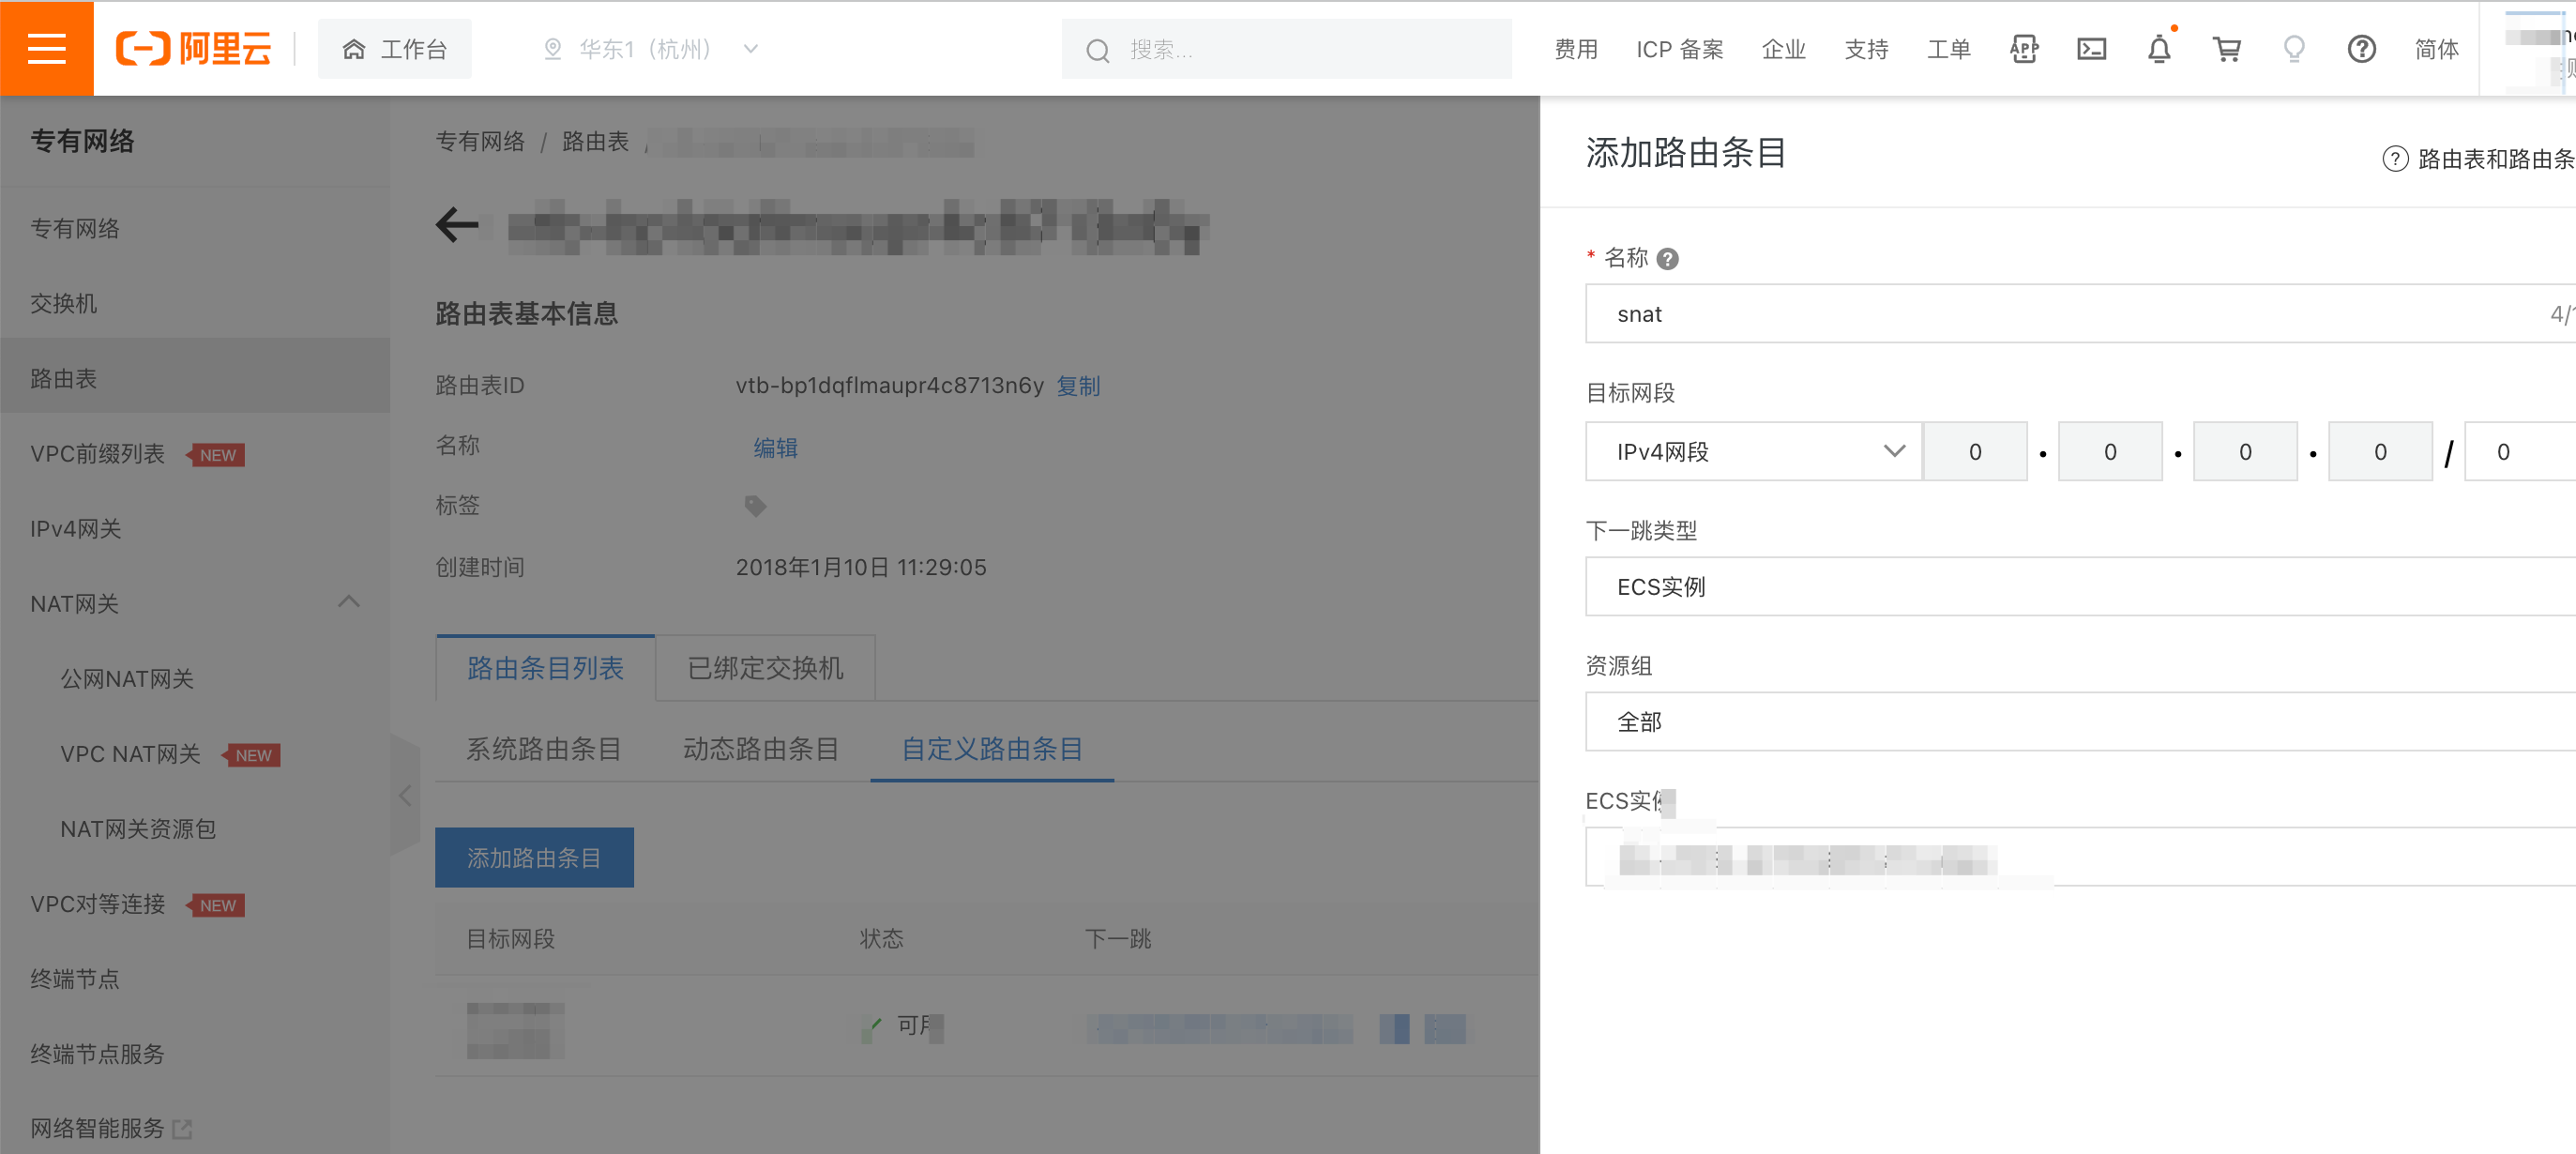 阿里云
工作台
华东1（杭州）
搜索...
费用
ICP 备案
企业
支持
工单
APP
简体
专有网络
专有网络
交换机
路由表
VPC前缀列表 NEW
IPv4网关
NAT网关
公网NAT网关
VPC NAT网关 NEW
NAT网关资源包
VPC对等连接 NEW
终端节点
终端节点服务
网络智能服务
专有网络 / 路由表 /
路由表基本信息
路由表ID vtb-bp1dqflmaupr4c8713n6y 复制
名称 编辑
标签
创建时间 2018年1月10日 11:29:05
路由条目列表 已绑定交换机
系统路由条目 动态路由条目 自定义路由条目
添加路由条目
目标网段 状态 下一跳
可用
添加路由条目
路由表和路由条
* 名称
snat 4/
目标网段
IPv4网段 0 . 0 . 0 . 0 / 0
下一跳类型
ECS实例
资源组
全部
ECS实例